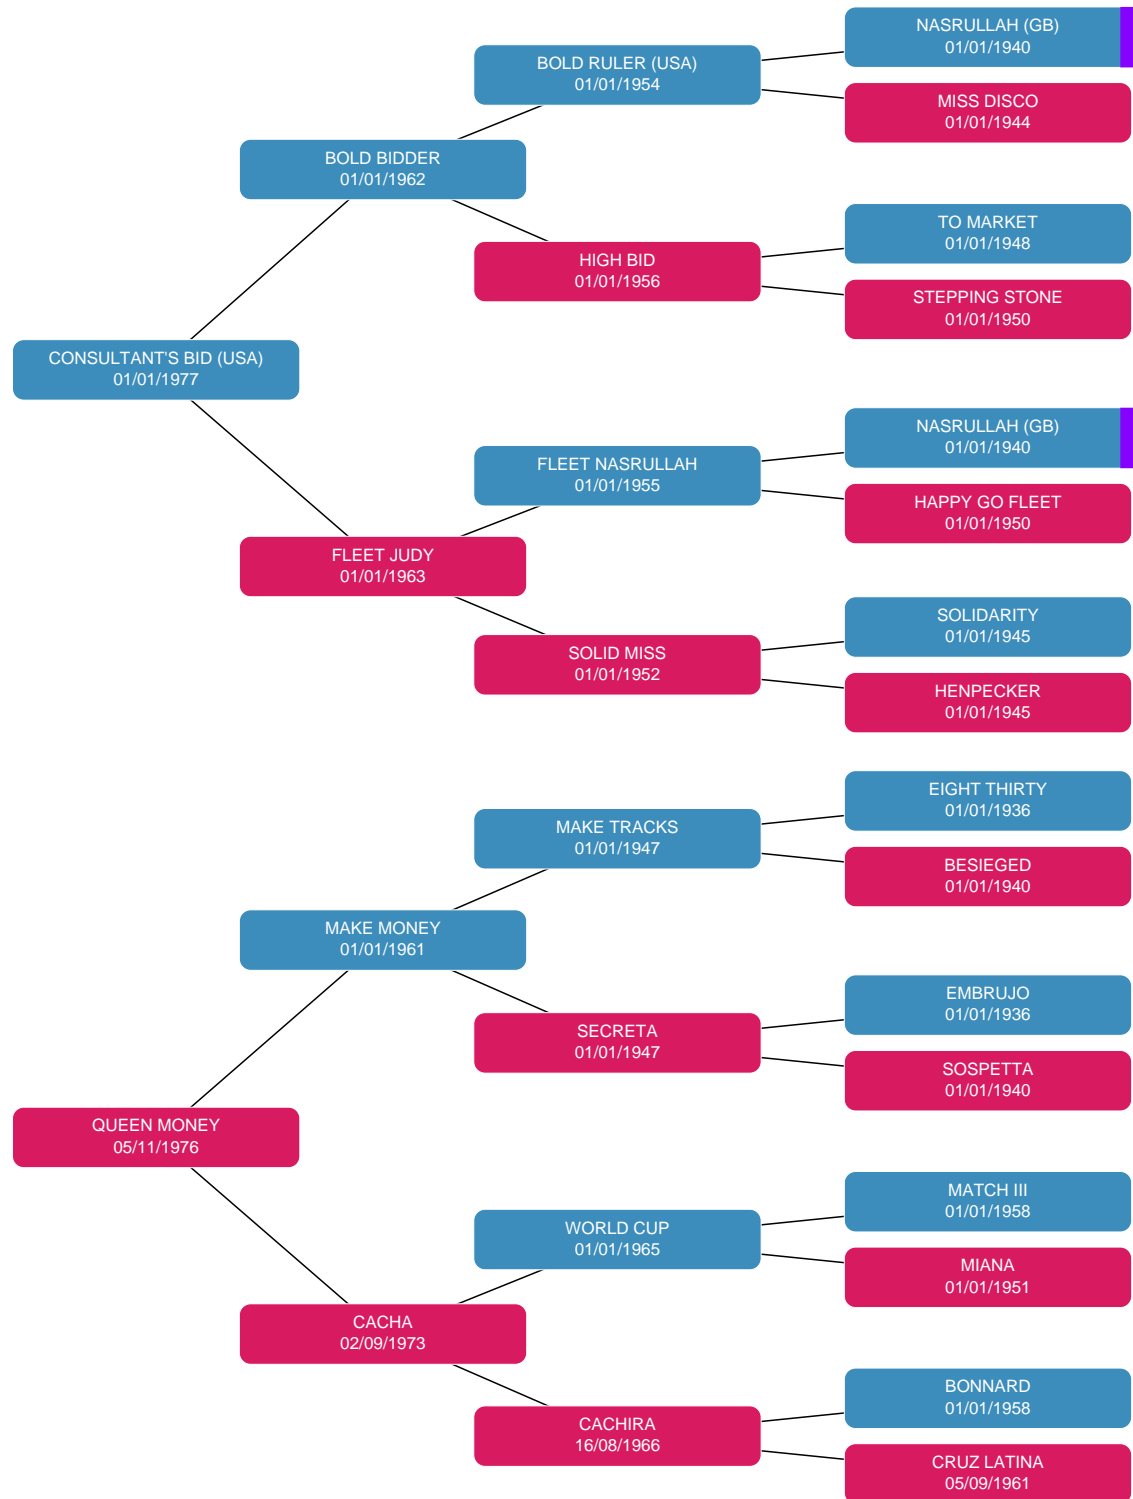 NASRULLAH (GB)
01/01/1940
BOLD RULER (USA)
01/01/1954
MISS DISCO
01/01/1944
BOLD BIDDER
01/01/1962
TO MARKET
01/01/1948
HIGH BID
01/01/1956
STEPPING STONE
01/01/1950
CONSULTANT'S BID (USA)
01/01/1977
NASRULLAH (GB)
01/01/1940
FLEET NASRULLAH
01/01/1955
HAPPY GO FLEET
01/01/1950
FLEET JUDY
01/01/1963
SOLIDARITY
01/01/1945
SOLID MISS
01/01/1952
HENPECKER
01/01/1945
EIGHT THIRTY
01/01/1936
MAKE TRACKS
01/01/1947
BESIEGED
01/01/1940
MAKE MONEY
01/01/1961
EMBRUJO
01/01/1936
SECRETA
01/01/1947
SOSPETTA
01/01/1940
QUEEN MONEY
05/11/1976
MATCH III
01/01/1958
WORLD CUP
01/01/1965
MIANA
01/01/1951
CACHA
02/09/1973
BONNARD
01/01/1958
CACHIRA
16/08/1966
CRUZ LATINA
05/09/1961